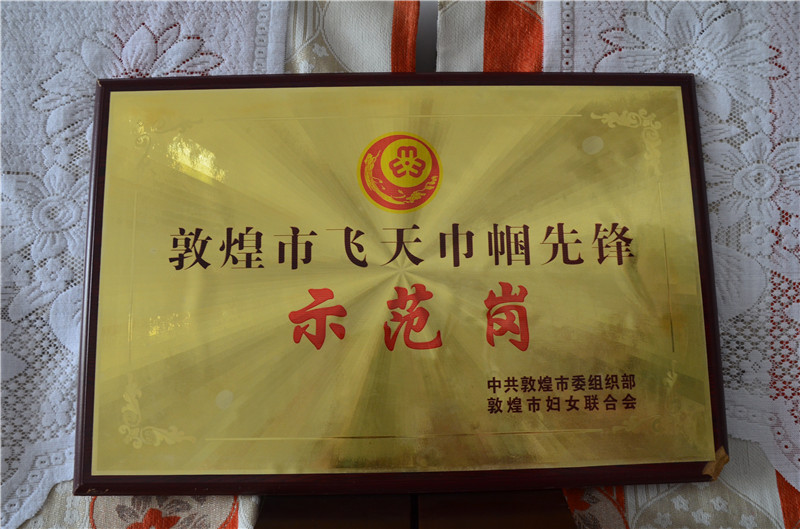 敦煌市飞天巾帼先锋
示范岗
中共敦煌市委组织部
敦煌市妇女联合会